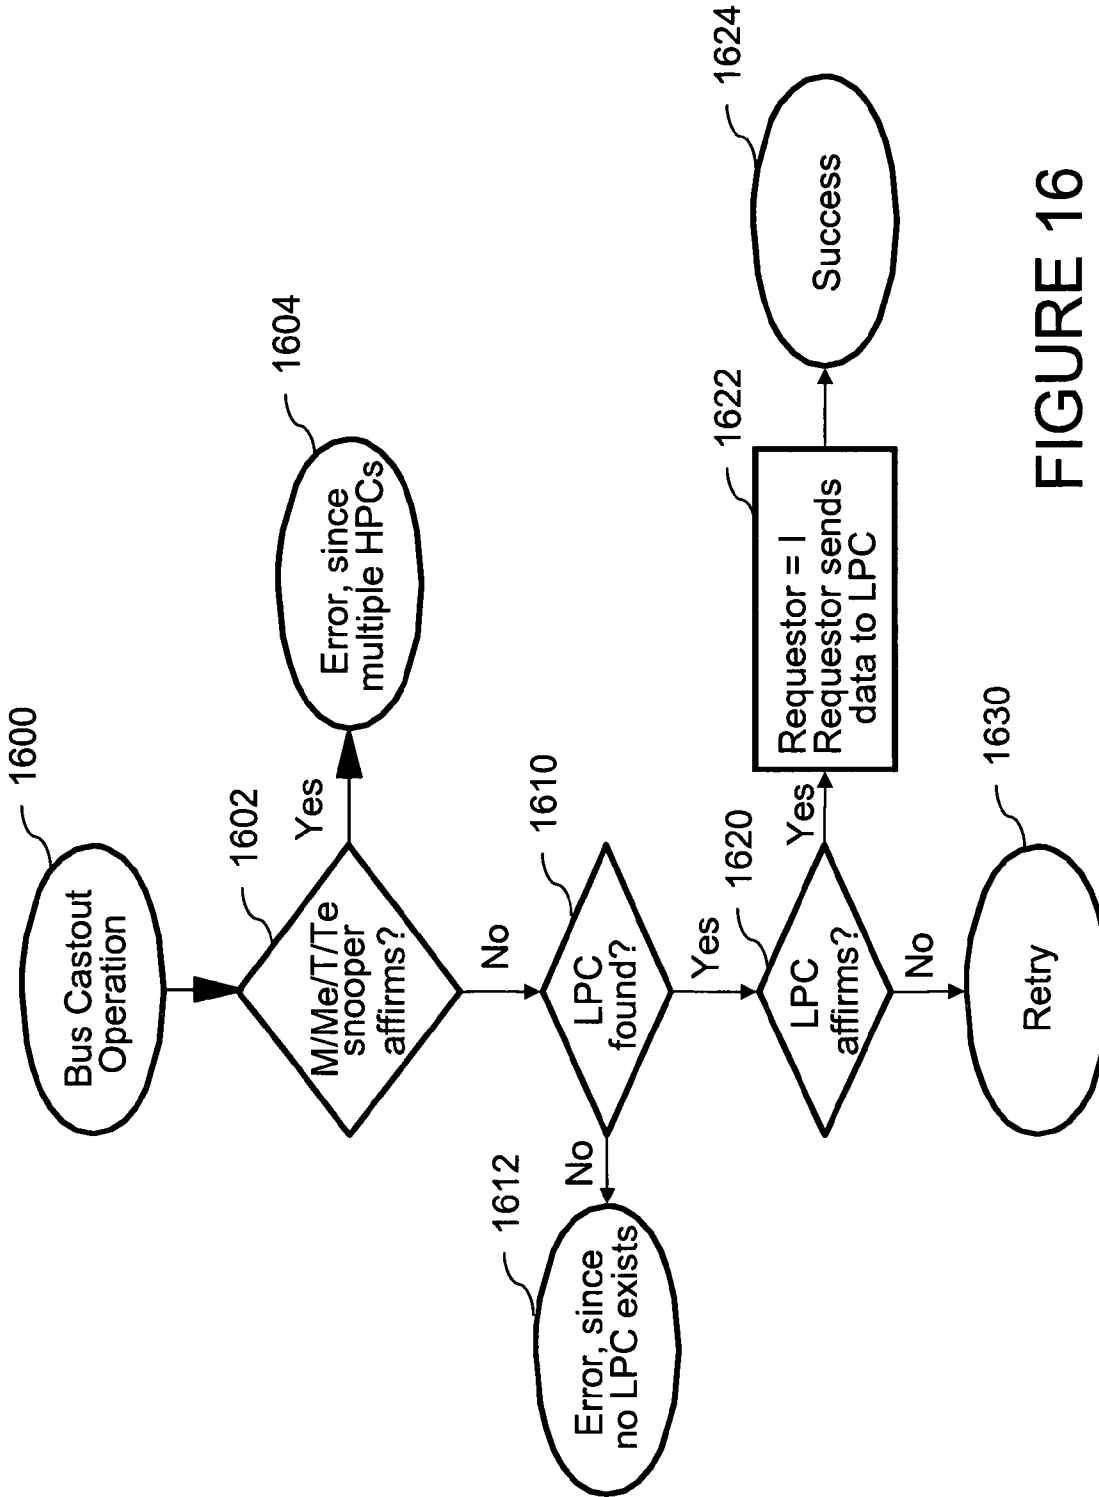 1600
Bus Castout
Operation
1602
M/Me/T/Te
snooper
affirms?
Yes
1604
Error, since
multiple HPCs
No
1610
LPC
found?
No
1612
Error, since
no LPC exists
Yes
1620
LPC
affirms?
Yes
1622
Requestor = I
Requestor sends
data to LPC
1624
Success
No
1630
Retry
FIGURE 16